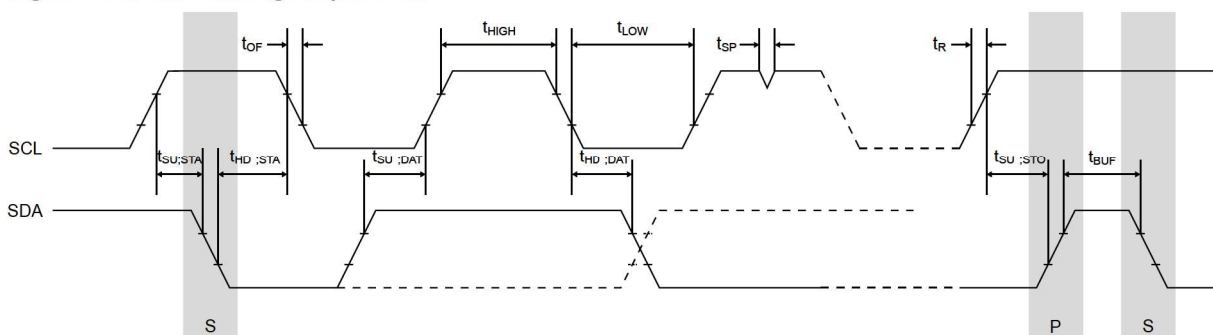 tOF
tHIGH
tLOW
tSP
tR
SCL
tSU;STA
tHD ;STA
tSU ;DAT
tHD ;DAT
tSU ;STO
tBUF
SDA
S
P
S